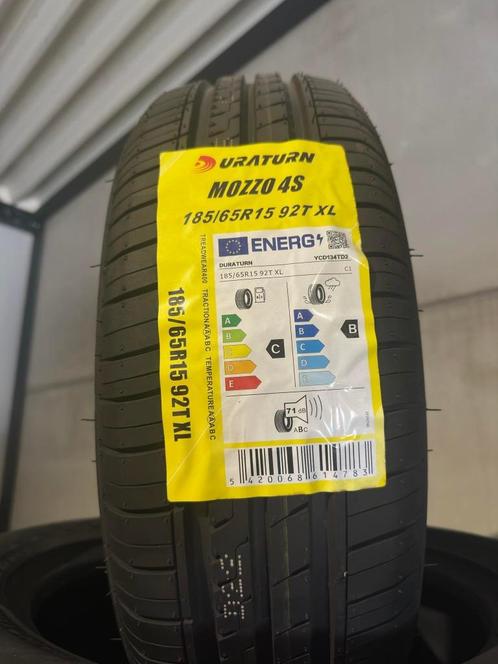 DURATURN
MOZZO 4S
185/65R15 92T XL
ENERG
DURATURN YCD134TD2
185/65R15 92T XL C1
A
B
C
D
E
C
A
B
C
D
E
B
71 dB
ABC
5 420068 614783
185/65R15 92T XL
TREADWEAR400 TRACTIONAAABC TEMPERATUREAABC